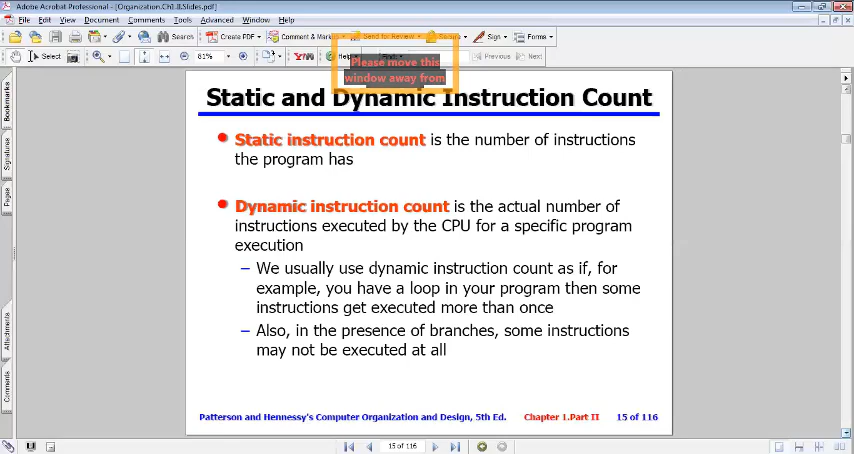 Adobe Acrobat Professional - [Organization.Ch1.II.Slides.pdf]
File Edit View Document Comments Tools Advanced Window Help
Search Create PDF Comment & Markup Send for Review Secure Sign Forms
Select 81% Help Previous Next
Please move this
window away from
Bookmarks
Signatures
Pages
Attachments
Comments
Static and Dynamic Instruction Count
Static instruction count is the number of instructions
the program has
Dynamic instruction count is the actual number of
instructions executed by the CPU for a specific program
execution
– We usually use dynamic instruction count as if, for
example, you have a loop in your program then some
instructions get executed more than once
– Also, in the presence of branches, some instructions
may not be executed at all
Patterson and Hennessy's Computer Organization and Design, 5th Ed. Chapter 1.Part II 15 of 116
15 of 116